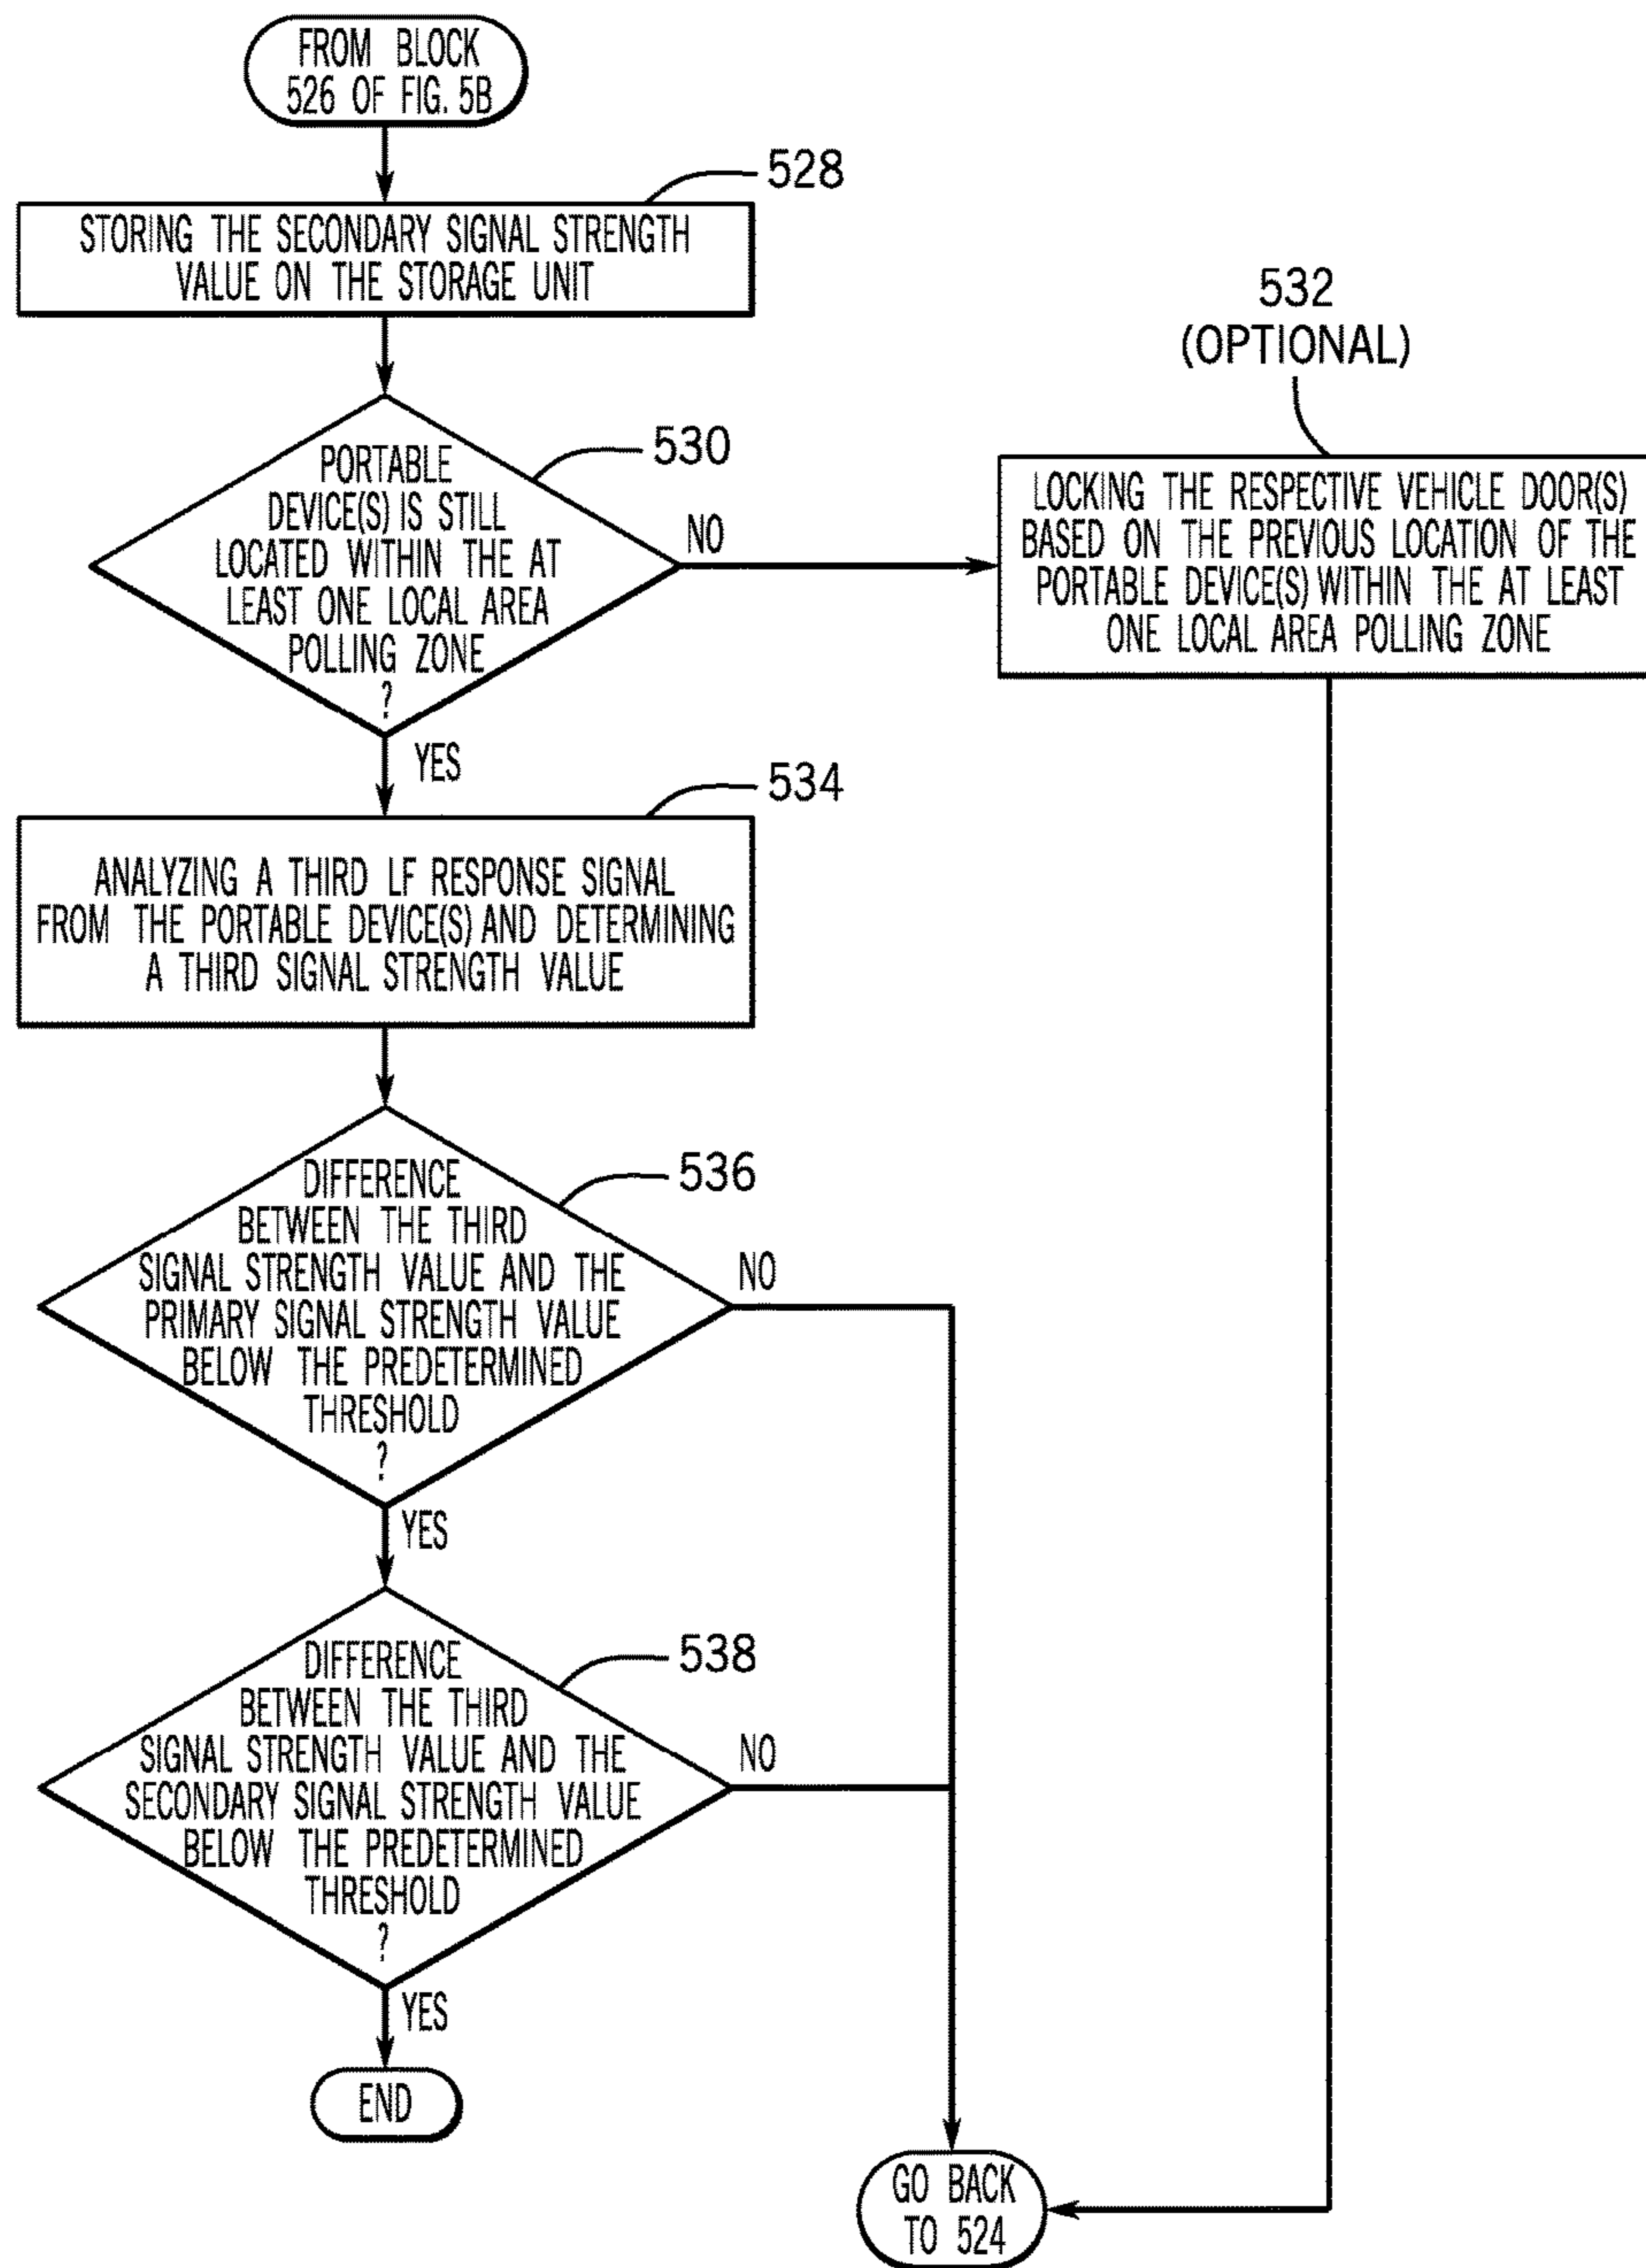 FROM BLOCK
526 OF FIG. 5B
528
STORING THE SECONDARY SIGNAL STRENGTH
VALUE ON THE STORAGE UNIT
530
PORTABLE
DEVICE(S) IS STILL
LOCATED WITHIN THE AT
LEAST ONE LOCAL AREA
POLLING ZONE
?
NO
532
(OPTIONAL)
LOCKING THE RESPECTIVE VEHICLE DOOR(S)
BASED ON THE PREVIOUS LOCATION OF THE
PORTABLE DEVICE(S) WITHIN THE AT LEAST
ONE LOCAL AREA POLLING ZONE
YES
534
ANALYZING A THIRD LF RESPONSE SIGNAL
FROM THE PORTABLE DEVICE(S) AND DETERMINING
A THIRD SIGNAL STRENGTH VALUE
536
DIFFERENCE
BETWEEN THE THIRD
SIGNAL STRENGTH VALUE AND THE
PRIMARY SIGNAL STRENGTH VALUE
BELOW THE PREDETERMINED
THRESHOLD
?
NO
YES
538
DIFFERENCE
BETWEEN THE THIRD
SIGNAL STRENGTH VALUE AND THE
SECONDARY SIGNAL STRENGTH VALUE
BELOW THE PREDETERMINED
THRESHOLD
?
NO
YES
END
GO BACK
TO 524